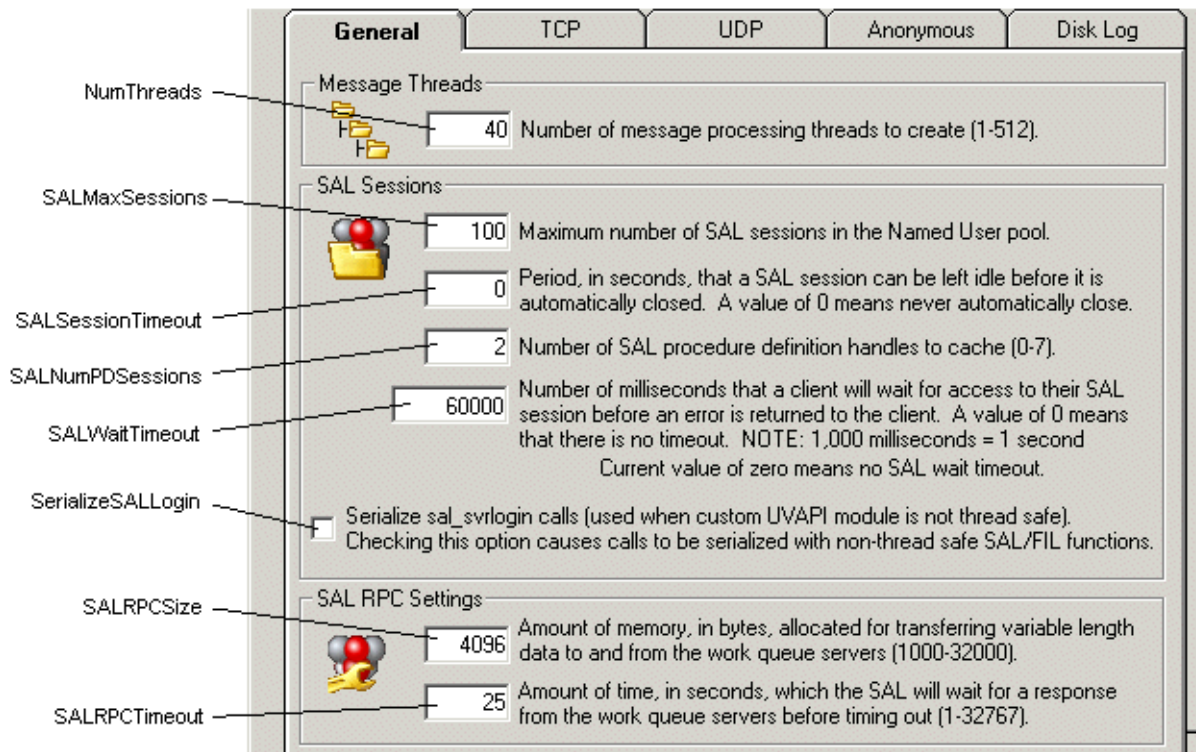 General TCP UDP Anonymous Disk Log
Message Threads
NumThreads
40 Number of message processing threads to create (1-512).
SAL Sessions
SALMaxSessions
100 Maximum number of SAL sessions in the Named User pool.
SALSessionTimeout
0 Period, in seconds, that a SAL session can be left idle before it is
automatically closed. A value of 0 means never automatically close.
SALNumPDSessions
2 Number of SAL procedure definition handles to cache (0-7).
SALWaitTimeout
60000 Number of milliseconds that a client will wait for access to their SAL
session before an error is returned to the client. A value of 0 means
that there is no timeout. NOTE: 1,000 milliseconds = 1 second
Current value of zero means no SAL wait timeout.
SerializeSALLogin
Serialize sal_svrlogin calls (used when custom UVAPI module is not thread safe).
Checking this option causes calls to be serialized with non-thread safe SAL/FIL functions.
SAL RPC Settings
SALRPCSize
4096 Amount of memory, in bytes, allocated for transferring variable length
data to and from the work queue servers (1000-32000).
SALRPCTimeout
25 Amount of time, in seconds, which the SAL will wait for a response
from the work queue servers before timing out (1-32767).